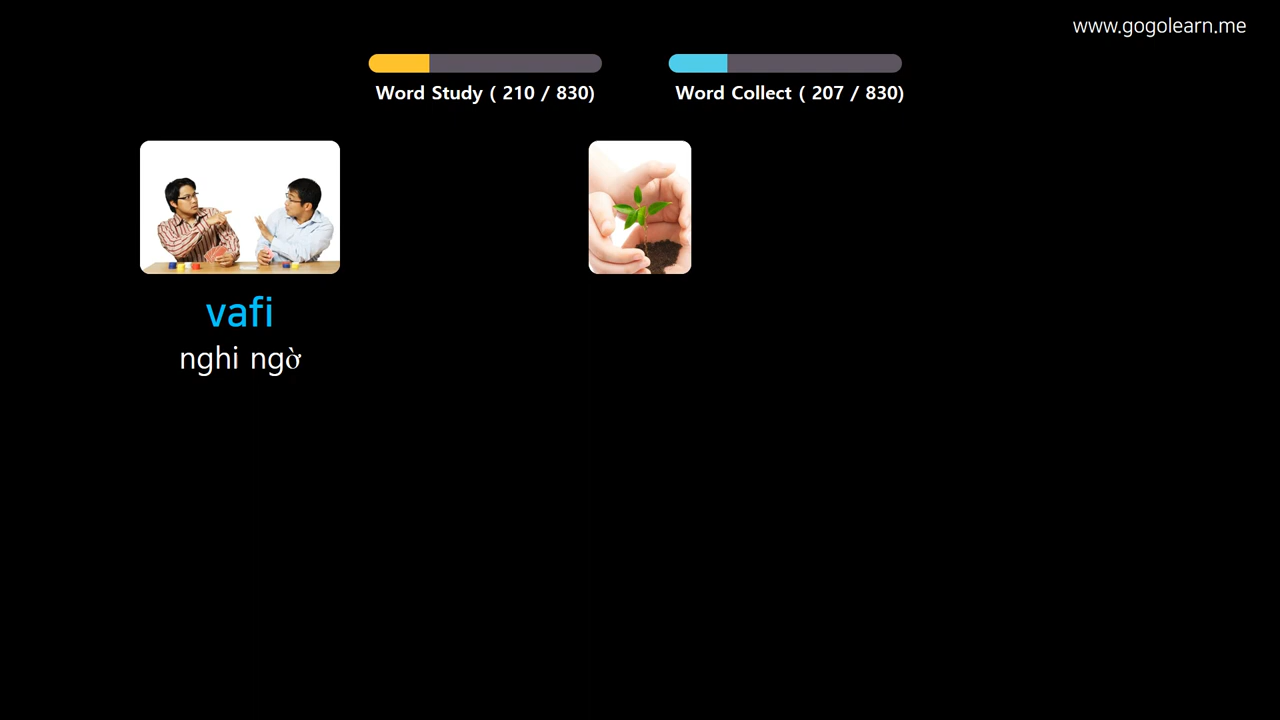 www.gogolearn.me
Word Study ( 210 / 830)
Word Collect ( 207 / 830)
vafi
nghi ngờ